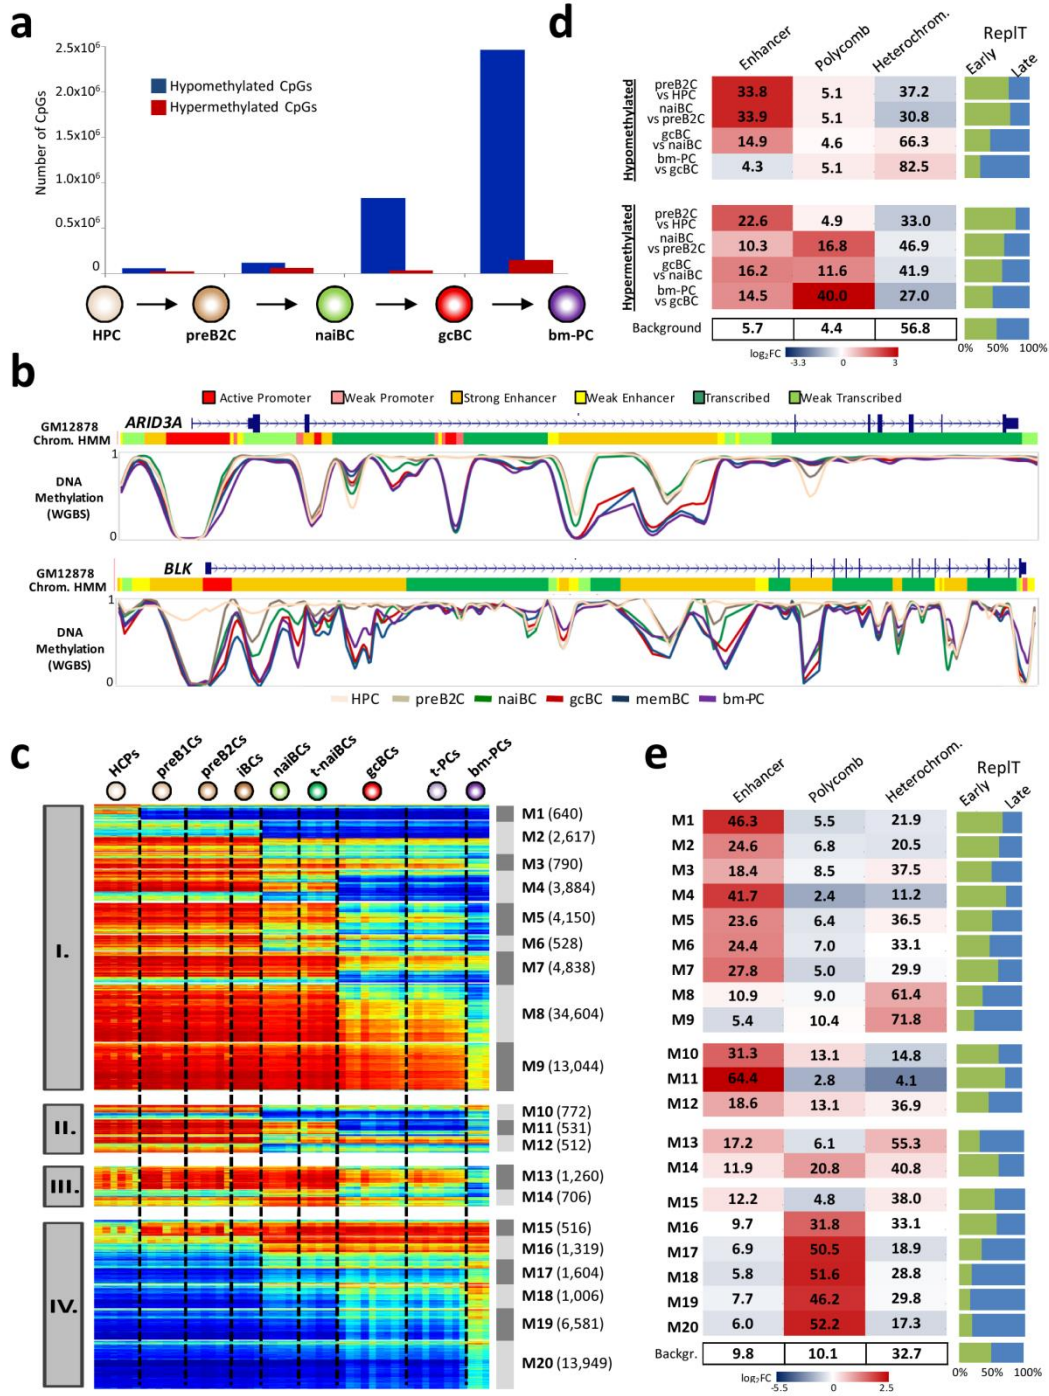 a
2.5x10⁶
2.0x10⁶
1.5x10⁶
1.0x10⁶
0.5x10⁶
0
Number of CpGs
Hypomethylated CpGs
Hypermethylated CpGs
HPC preB2C naiBC gcBC bm-PC
d
Enhancer Polycomb Heterochrom.
ReplT
Early Late
Hypomethylated
preB2C vs HPC 33.8 5.1 37.2
naiBC vs preB2C 33.9 5.1 30.8
gcBC vs naiBC 14.9 4.6 66.3
bm-PC vs gcBC 4.3 5.1 82.5
Hypermethylated
preB2C vs HPC 22.6 4.9 33.0
naiBC vs preB2C 10.3 16.8 46.9
gcBC vs naiBC 16.2 11.6 41.9
bm-PC vs gcBC 14.5 40.0 27.0
Background 5.7 4.4 56.8
log₂FC -3.3 0 3
0% 50% 100%
b
Active Promoter Weak Promoter Strong Enhancer Weak Enhancer Transcribed Weak Transcribed
ARID3A
GM12878
Chrom. HMM
1
DNA
Methylation
(WGBS)
0
BLK
GM12878
Chrom. HMM
1
DNA
Methylation
(WGBS)
0
HPC preB2C naiBC gcBC memBC bm-PC
c
HCPs preB1Cs preB2Cs iBCs naiBCs t-naiBCs gcBCs t-PCs bm-PCs
I.
M1 (640)
M2 (2,617)
M3 (790)
M4 (3,884)
M5 (4,150)
M6 (528)
M7 (4,838)
M8 (34,604)
M9 (13,044)
II.
M10 (772)
M11 (531)
M12 (512)
III.
M13 (1,260)
M14 (706)
IV.
M15 (516)
M16 (1,319)
M17 (1,604)
M18 (1,006)
M19 (6,581)
M20 (13,949)
e
Enhancer Polycomb Heterochrom.
ReplT
Early Late
M1 46.3 5.5 21.9
M2 24.6 6.8 20.5
M3 18.4 8.5 37.5
M4 41.7 2.4 11.2
M5 23.6 6.4 36.5
M6 24.4 7.0 33.1
M7 27.8 5.0 29.9
M8 10.9 9.0 61.4
M9 5.4 10.4 71.8
M10 31.3 13.1 14.8
M11 64.4 2.8 4.1
M12 18.6 13.1 36.9
M13 17.2 6.1 55.3
M14 11.9 20.8 40.8
M15 12.2 4.8 38.0
M16 9.7 31.8 33.1
M17 6.9 50.5 18.9
M18 5.8 51.6 28.8
M19 7.7 46.2 29.8
M20 6.0 52.2 17.3
Backgr. 9.8 10.1 32.7
log₂FC -5.5 0 2.5
0% 50% 100%